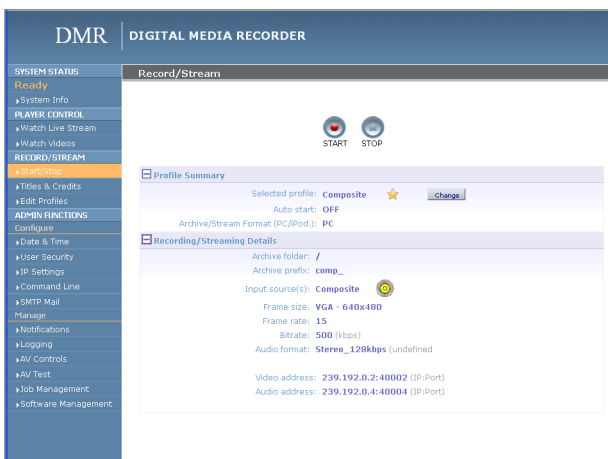 DMR DIGITAL MEDIA RECORDER
SYSTEM STATUS
Ready
System Info
PLAYER CONTROL
Watch Live Stream
Watch Videos
RECORD/STREAM
Start/Stop
Titles & Credits
Edit Profiles
ADMIN FUNCTIONS
Configure
Date & Time
User Security
IP Settings
Command Line
SMTP Mail
Manage
Notifications
Logging
AV Controls
AV Test
Job Management
Software Management
Record/Stream
START STOP
Profile Summary
Selected profile: Composite Change
Auto start: OFF
Archive/Stream Format (PC/iPod.): PC
Recording/Streaming Details
Archive folder: /
Archive prefix: comp_
Input source(s): Composite
Frame size: VGA - 640x480
Frame rate: 15
Bitrate: 500 (kbps)
Audio format: Stereo_128kbps (undefined
Video address: 239.192.0.2:40002 (IP:Port)
Audio address: 239.192.0.4:40004 (IP:Port)